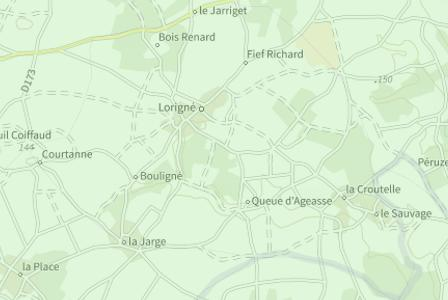 le Jarriget
Bois Renard
Fief Richard
D173
150
Lorigné
uil Coiffaud
144
Courtanne
Péruze
Bouligné
la Croutelle
Queue d'Ageasse
le Sauvage
la Jarge
la Place